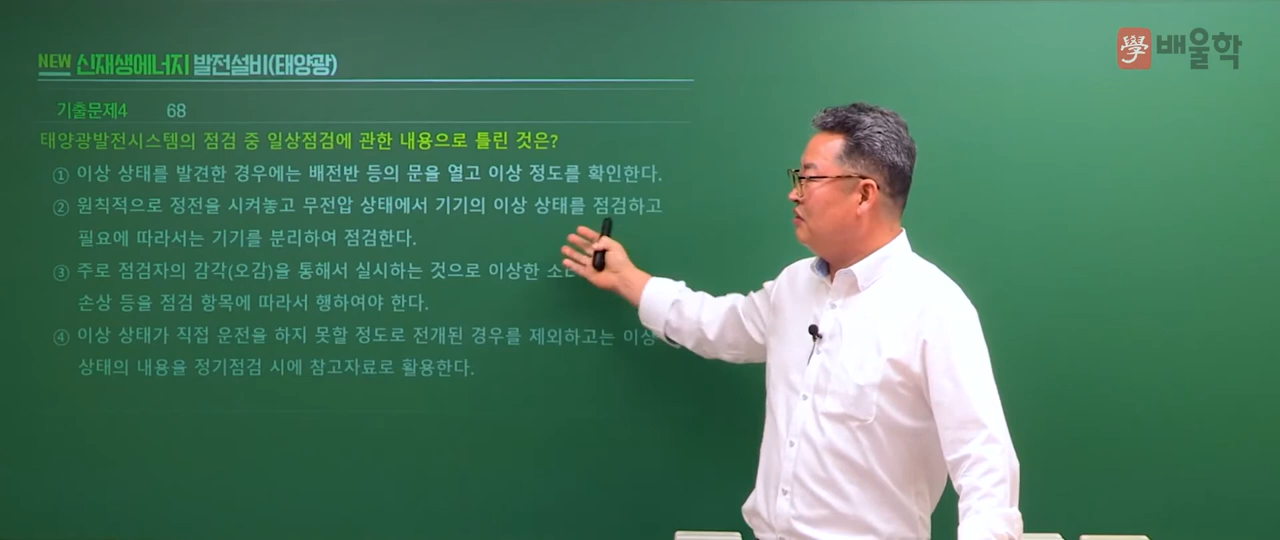 NEW 신재생에너지 발전설비(태양광)
學 배울학
기출문제4 68
태양광발전시스템의 점검 중 일상점검에 관한 내용으로 틀린 것은?
① 이상 상태를 발견한 경우에는 배전반 등의 문을 열고 이상 정도를 확인한다.
② 원칙적으로 정전을 시켜놓고 무전압 상태에서 기기의 이상 상태를 점검하고
필요에 따라서는 기기를 분리하여 점검한다.
③ 주로 점검자의 감각(오감)을 통해서 실시하는 것으로 이상한
손상 등을 점검 항목에 따라서 행하여야 한다.
④ 이상 상태가 직접 운전을 하지 못할 정도로 전개된 경우를 제외하고는 이상
상태의 내용을 정기점검 시에 참고자료로 활용한다.